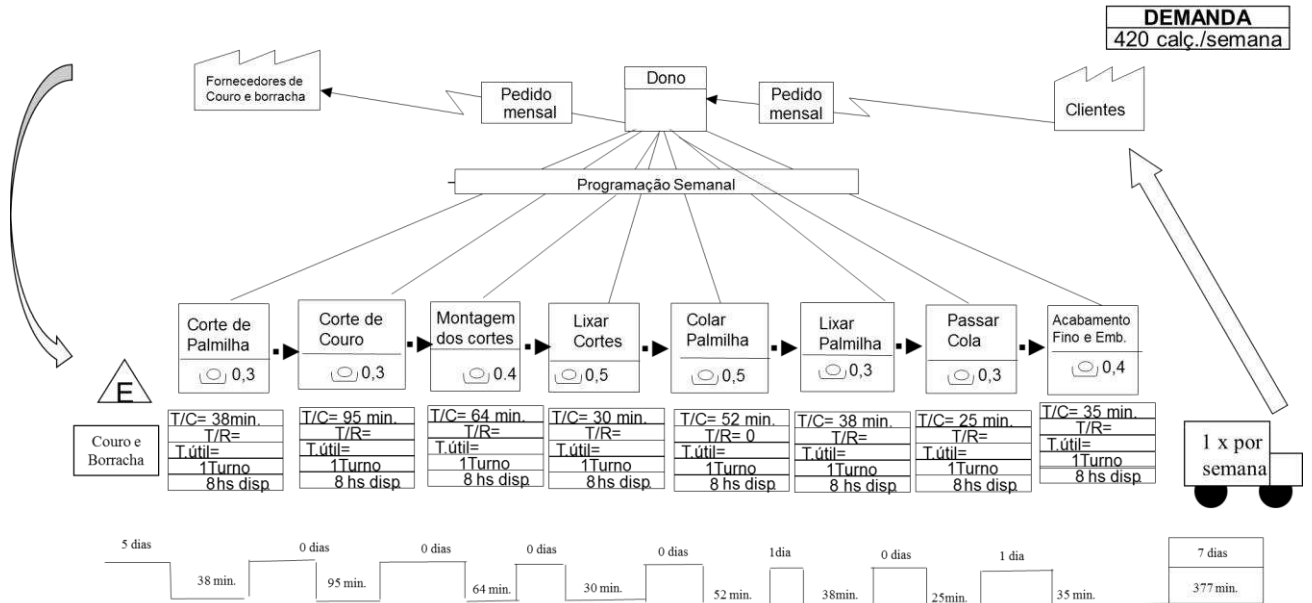 DEMANDA
420 calç./semana
Fornecedores de
Couro e borracha
Pedido
mensal
Dono
Pedido
mensal
Clientes
Programação Semanal
Corte de
Palmilha
0,3
Corte de
Couro
0,3
Montagem
dos cortes
0.4
Lixar
Cortes
0,5
Colar
Palmilha
0,5
Lixar
Palmilha
0,3
Passar
Cola
0,3
Acabamento
Fino e Emb.
0,4
E
Couro e
Borracha
T/C= 38min.
T/R=
T.útil=
1Turno
8hs disp
T/C= 95 min.
T/R=
T.útil=
1Turno
8 hs disp
T/C= 64 min.
T/R=
T.útil=
1Turno
8 hs disp
T/C= 30 min.
T/R=
T.útil=
1Turno
8hs disp
T/C= 52 min.
T/R= 0
T.útil=
1Turno
8 hs disp
T/C= 38 min.
T/R=
T.útil=
1Turno
8 hs disp
T/C= 25 min.
T/R=
T.útil=
1Turno
8hs disp
T/C= 35 min.
T/R=
T.útil=
1Turno
8 hs disp
1 x por
semana
5 dias
0 dias
0 dias
0 dias
0 dias
1dia
0 dias
1 dia
7 dias
38 min.
95 min.
64 min.
30 min.
52 min.
38min.
25min.
35 min.
377 min.